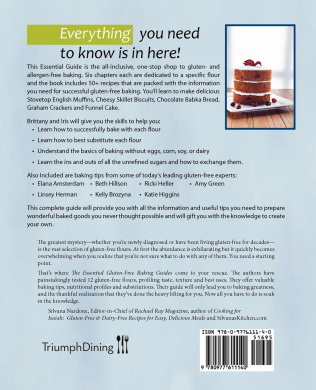 Everything you need
to know is in here!
This Essential Guide is the all-inclusive, one-stop shop to gluten- and
allergen-free baking. Six chapters each are dedicated to a specific flour
and the book includes 50+ recipes that are packed with the information
you need for successful gluten-free baking. You'll learn to make delicious
Stovetop English Muffins, Cheesy Skillet Biscuits, Chocolate Babka Bread,
Graham Crackers and Funnel Cake.
Brittany and Iris will give you the skills to help you:
• Learn how to successfully bake with each flour
• Learn how to best substitute each flour
• Understand the basics of baking without eggs, corn, soy, or dairy
• Learn the ins and outs of all the unrefined sugars and how to exchange them.
Also Included are baking tips from some of today's leading gluten-free experts:
• Elana Amsterdam • Beth Hillson • Ricki Heller • Amy Green
• Linsey Herman • Kelly Brozyna • Katie Higgins
This complete guide will provide you with all the information and useful tips you need to prepare
wonderful baked goods you never thought possible and will gift you with the knowledge to create
your own.
The greatest mystery—whether you're newly diagnosed or have been living gluten-free for decades—
is the vast selection of gluten-free flours. At first the abundance is exhilarating but it quickly becomes
overwhelming when you realize that you're not sure what to do with any of them. You need a starting
point.
That's where The Essential Gluten-Free Baking Guides come to your rescue. The authors have
painstakingly tested 12 gluten-free flours, profiling taste, texture and best uses. They offer valuable
baking tips, nutritional profiles and substitutions. Their guides will only lead you to baking greatness,
and the thankful realization that they've done the heavy lifting for you. Now all you have to do is soak
in the knowledge.
Silvana Nardone, Editor-in-Chief of Rachael Ray Magazine, author of Cooking for
Isaiah: Gluten-Free & Dairy-Free Recipes for Easy, Delicious Meals and SilvanasKitchen.com
TriumphDining
ISBN 978-0-9776111-6-0
51695
9 780977 611160